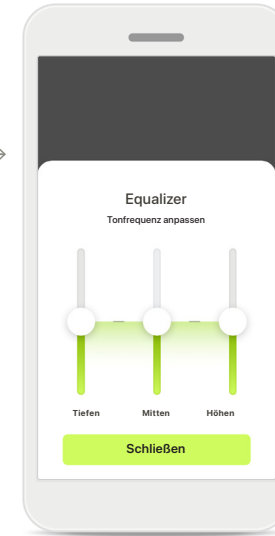 Equalizer
Tonfrequenz anpassen
Tiefen Mitten Höhen
Schließen